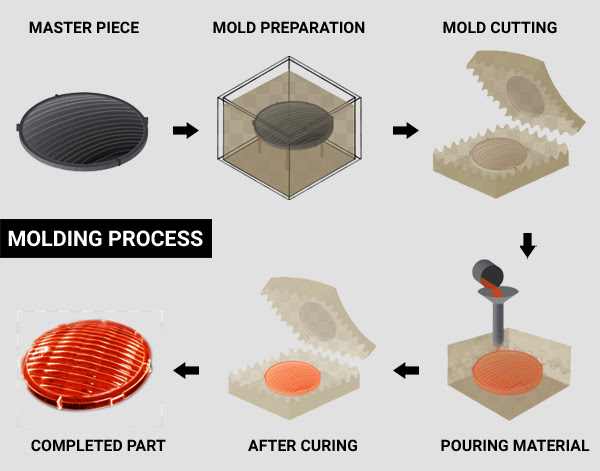 MASTER PIECE
MOLD PREPARATION
MOLD CUTTING
MOLDING PROCESS
COMPLETED PART
AFTER CURING
POURING MATERIAL